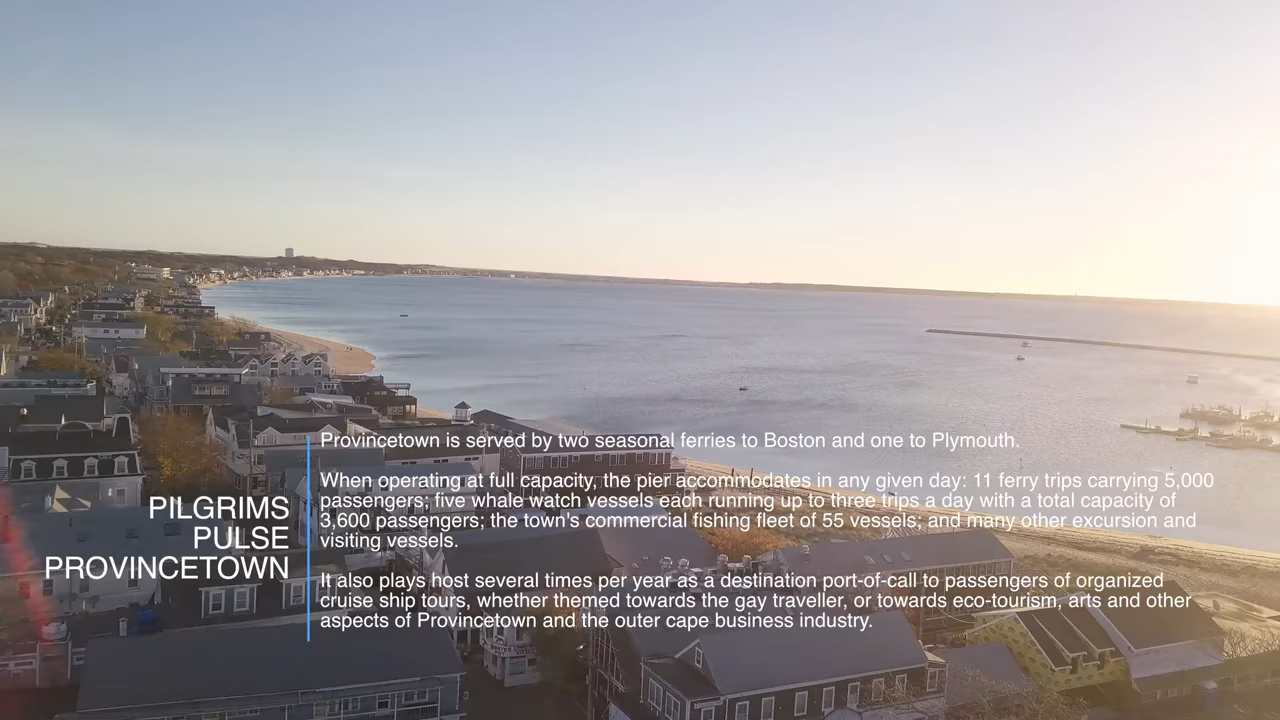 PILGRIMS
PULSE
PROVINCETOWN
Provincetown is served by two seasonal ferries to Boston and one to Plymouth.
When operating at full capacity, the pier accommodates in any given day: 11 ferry trips carrying 5,000
passengers; five whale watch vessels each running up to three trips a day with a total capacity of
3,600 passengers; the town's commercial fishing fleet of 55 vessels; and many other excursion and
visiting vessels.
It also plays host several times per year as a destination port-of-call to passengers of organized
cruise ship tours, whether themed towards the gay traveller, or towards eco-tourism, arts and other
aspects of Provincetown and the outer cape business industry.